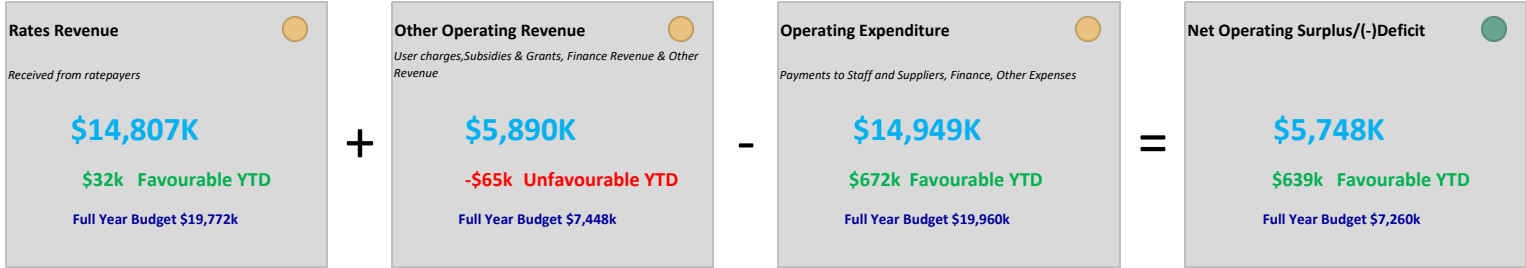 Rates Revenue
Received from ratepayers
$14,807K
$32k Favourable YTD
Full Year Budget $19,772k
+
Other Operating Revenue
User charges,Subsidies & Grants, Finance Revenue & Other
Revenue
$5,890K
-$65k Unfavourable YTD
Full Year Budget $7,448k
-
Operating Expenditure
Payments to Staff and Suppliers, Finance, Other Expenses
$14,949K
$672k Favourable YTD
Full Year Budget $19,960k
=
Net Operating Surplus/(-)Deficit
$5,748K
$639k Favourable YTD
Full Year Budget $7,260k